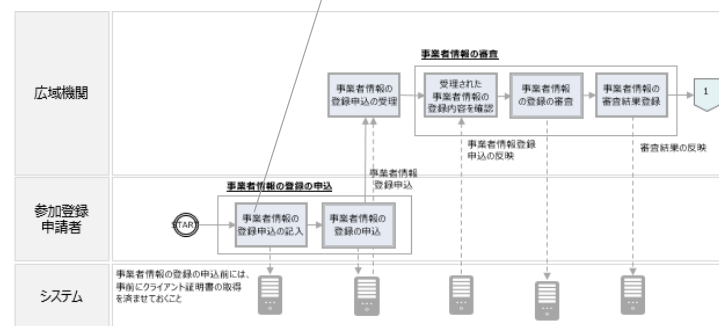 広域機関
事業者情報の審査
事業者情報の
登録申込の受理
受理された
事業者情報の
登録内容を確認
事業者情報
の登録の審査
事業者情報の
審査結果登録
1
事業者情報登録
申込の反映
審査結果の反映
事業者情報
登録申込
参加登録
申請者
事業者情報の登録の申込
START
事業者情報の
登録申込の記入
事業者情報の
登録の申込
システム
事業者情報の登録の申込前には、
事前にクライアント証明書の取得
を済ませておくこと